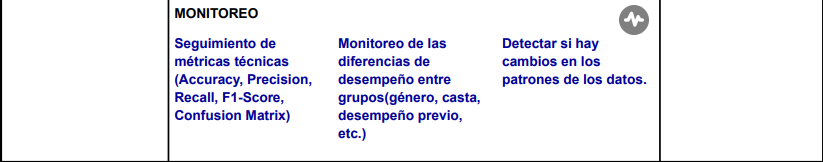 MONITOREO
Seguimiento de
métricas técnicas
(Accuracy, Precision,
Recall, F1-Score,
Confusion Matrix)
Monitoreo de las
diferencias de
desempeño entre
grupos(género, casta,
desempeño previo,
etc.)
Detectar si hay
cambios en los
patrones de los datos.